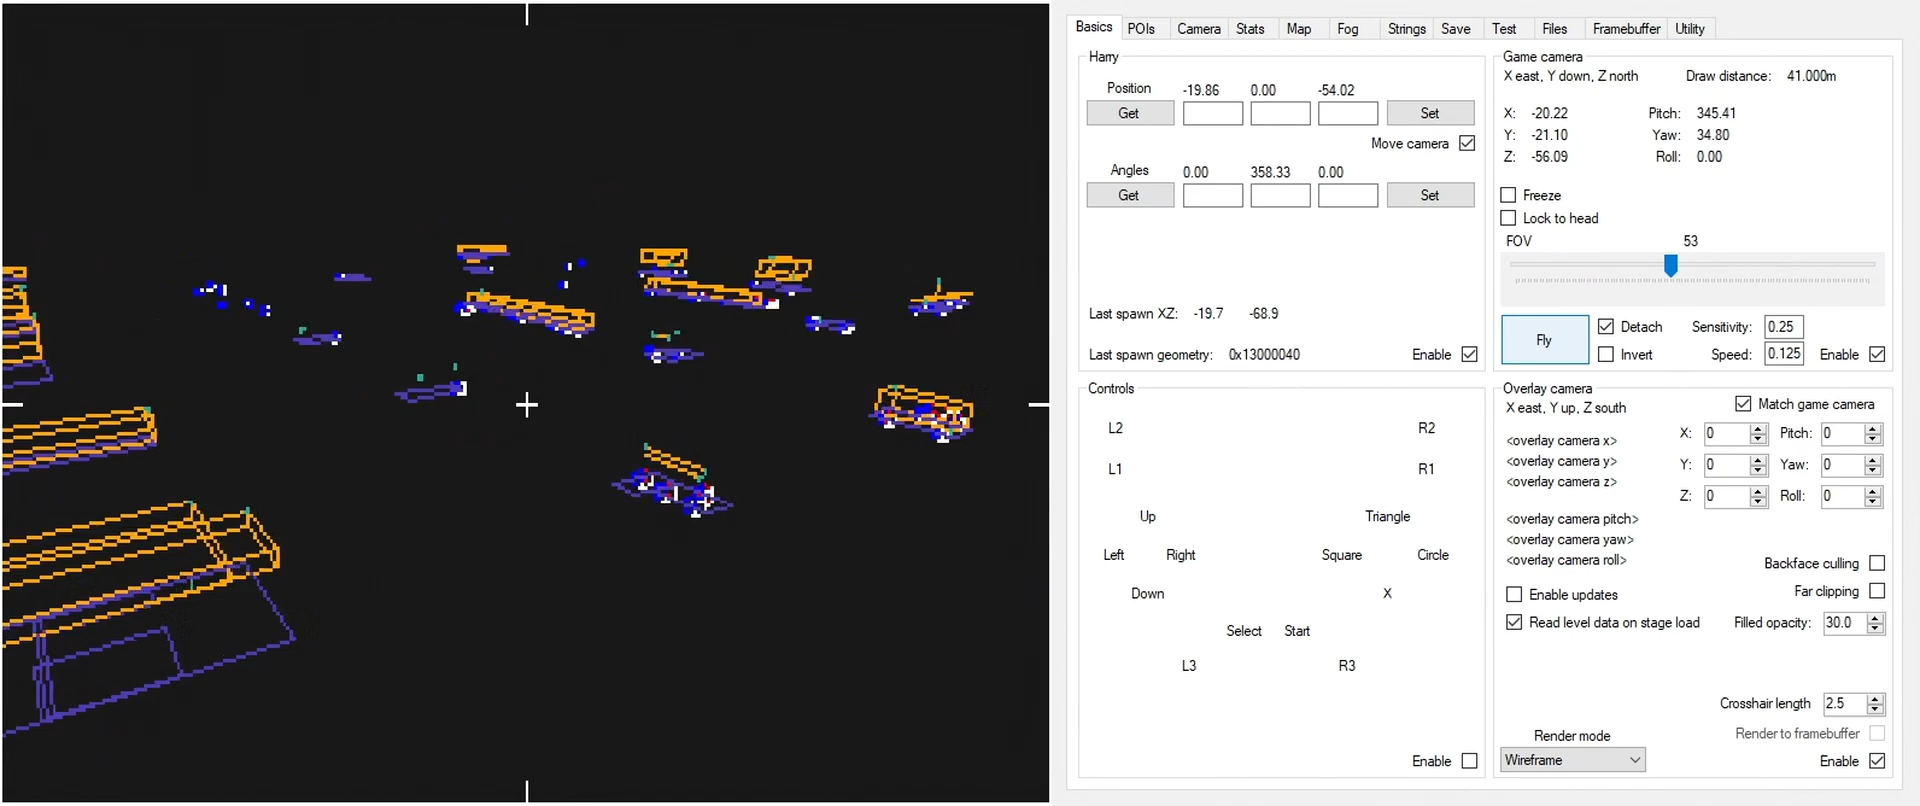 Basics POIs Camera Stats Map Fog Strings Save Test Files Framebuffer Utility
Harry
Position -19.86 0.00 -54.02
Get Set
Move camera
Angles 0.00 358.33 0.00
Get Set
Last spawn XZ: -19.7 -68.9
Last spawn geometry: 0x13000040 Enable
Game camera
X east, Y down, Z north Draw distance: 41.000m
X: -20.22 Pitch: 345.41
Y: -21.10 Yaw: 34.80
Z: -56.09 Roll: 0.00
Freeze
Lock to head
FOV 53
Fly Detach Sensitivity: 0.25
Invert Speed: 0.125 Enable
Controls
L2 R2
L1 R1
Up Triangle
Left Right Square Circle
Down X
Select Start
L3 R3
Enable
Overlay camera
X east, Y up, Z south Match game camera
<overlay camera x> X: 0 Pitch: 0
<overlay camera y> Y: 0 Yaw: 0
<overlay camera z> Z: 0 Roll: 0
<overlay camera pitch>
<overlay camera yaw>
<overlay camera roll> Backface culling
Enable updates Far clipping
Read level data on stage load Filled opacity: 30.0
Crosshair length 2.5
Render mode Render to framebuffer
Wireframe Enable